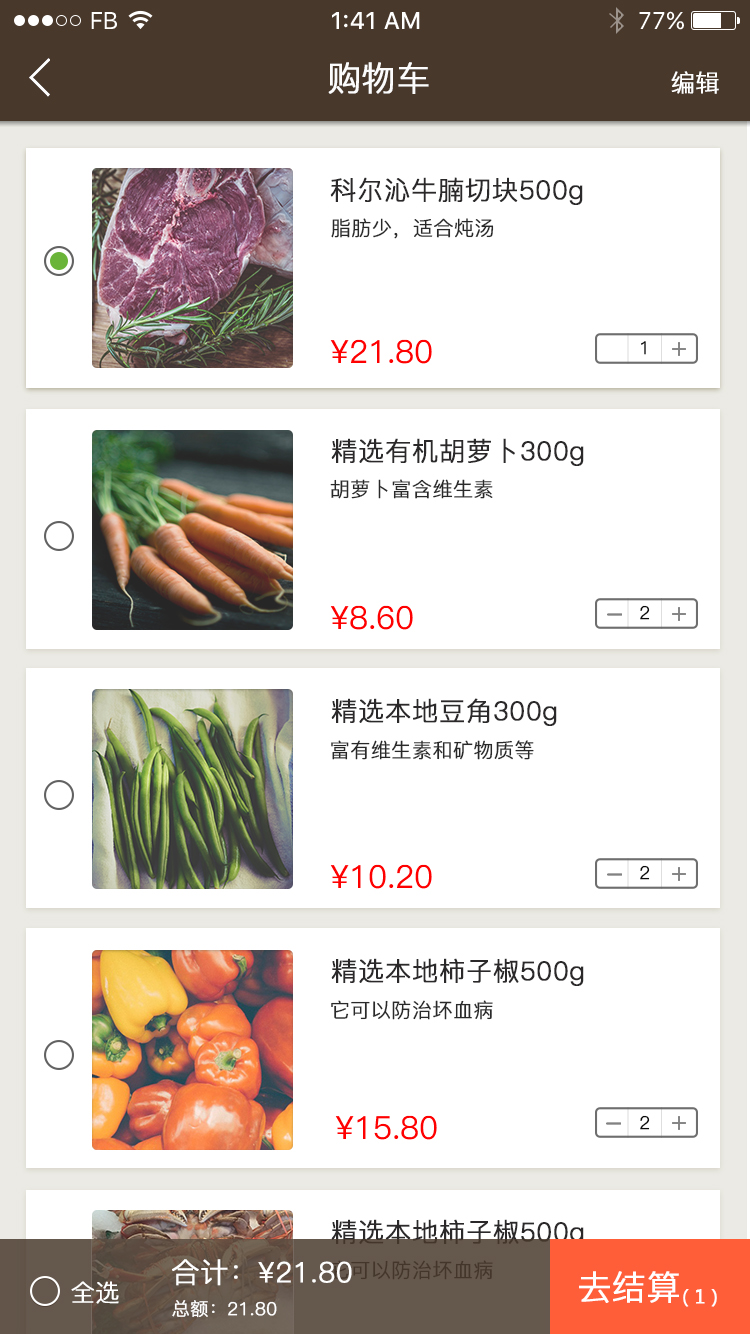 FB 1:41 AM 77%
购物车
编辑
科尔沁牛腩切块500g
脂肪少，适合炖汤
¥21.80
1 +
精选有机胡萝卜300g
胡萝卜富含维生素
¥8.60
− 2 +
精选本地豆角300g
富有维生素和矿物质等
¥10.20
− 2 +
精选本地柿子椒500g
它可以防治坏血病
¥15.80
− 2 +
精选本地柿子椒500g
可以防治坏血病
全选
合计：¥21.80
总额：21.80
去结算(1)